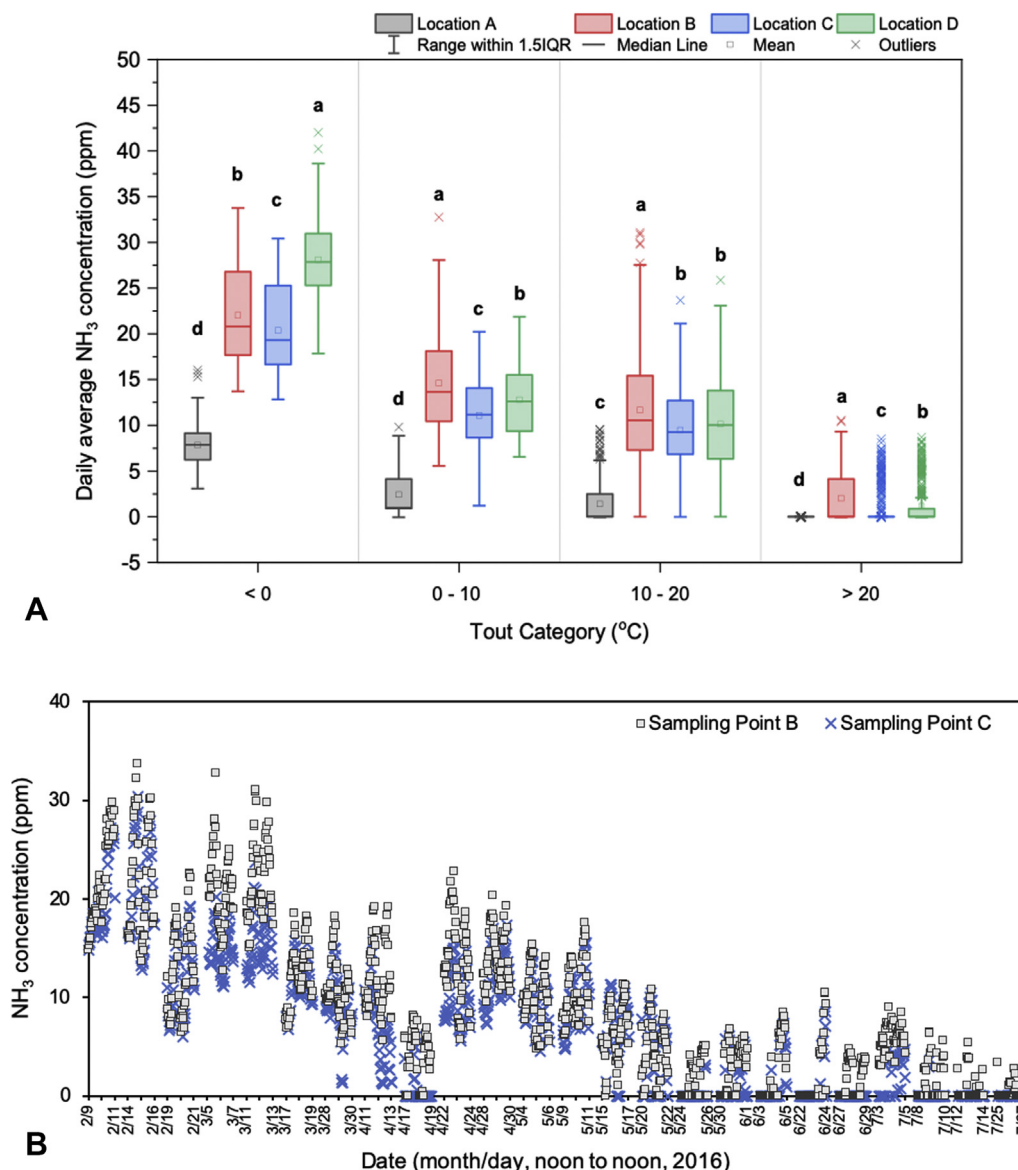 Location A Location B Location C Location D
Range within 1.5IQR Median Line Mean Outliers
Daily average NH3 concentration (ppm)
50
45
a
40
35
b
30
c
25
20
d
15
10
5
0
-5
a
c
b
d
a
b
b
c
a
c
b
d
< 0
0 - 10
10 - 20
> 20
A
Tout Category (°C)
NH3 concentration (ppm)
40
30
20
10
0
Sampling Point B Sampling Point C
2/9
2/11
2/14
2/16
2/19
2/21
3/5
3/7
3/11
3/13
3/17
3/19
3/28
3/30
4/11
4/13
4/17
4/19
4/22
4/24
4/28
4/30
5/4
5/6
5/9
5/11
5/15
5/17
5/20
5/22
5/24
5/26
5/30
6/1
6/3
6/5
6/22
6/24
6/27
6/29
7/3
7/5
7/8
7/10
7/12
7/14
7/25
B
Date (month/day, noon to noon, 2016)